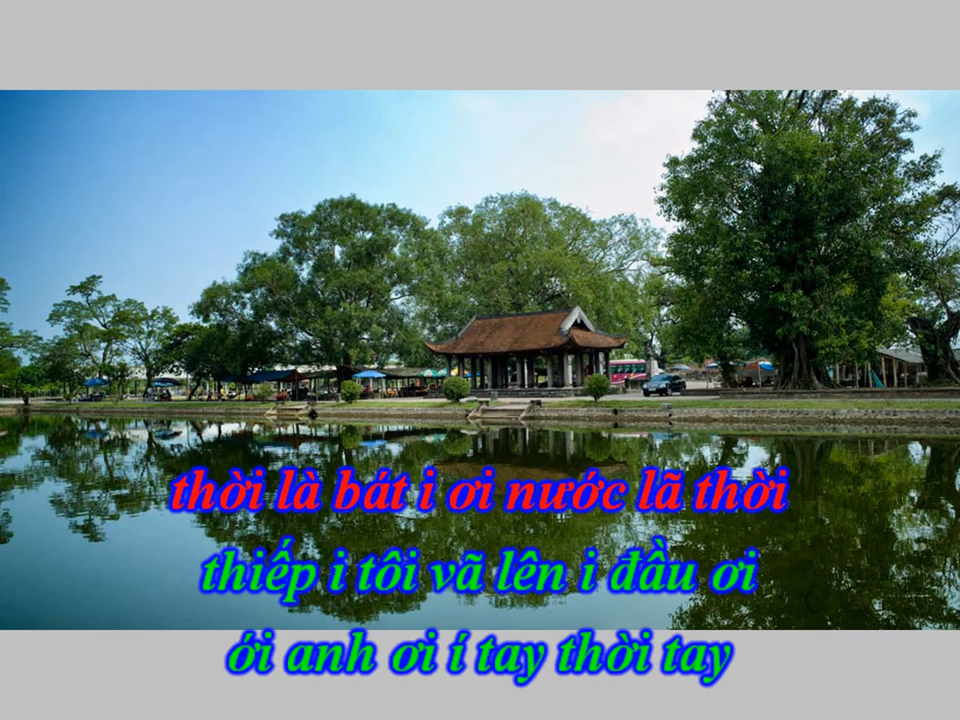 thời là bát i ơi nước lã thời
thiếp i tôi vã lên i đầu ơi
ới anh ơi í tay thời tay